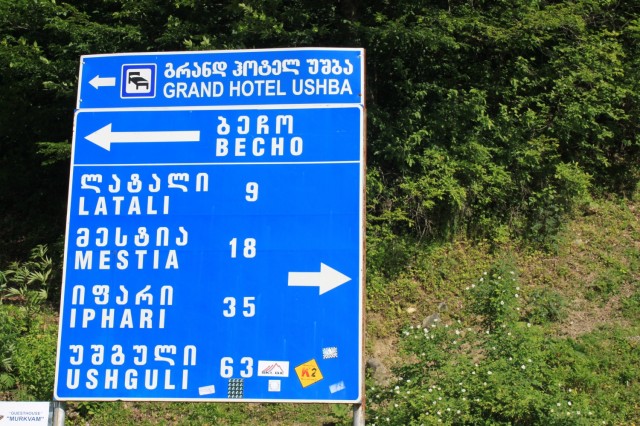 გრანდ ჰოტელ უშბა
GRAND HOTEL USHBA
ბეჩო
BECHO
ლატალი 9
LATALI
მესტია 18
MESTIA
იფარი 35
IPHARI
უშგული 63
USHGULI
"MURKVAM"